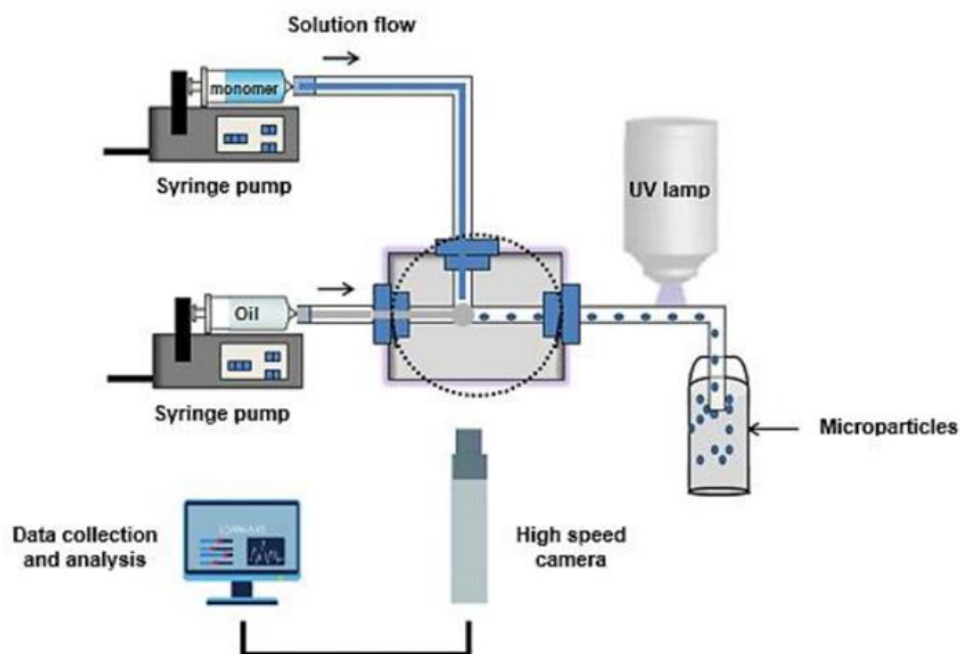 Solution flow
monomer
Syringe pump
UV lamp
Oil
Syringe pump
Microparticles
Data collection
and analysis
High speed
camera